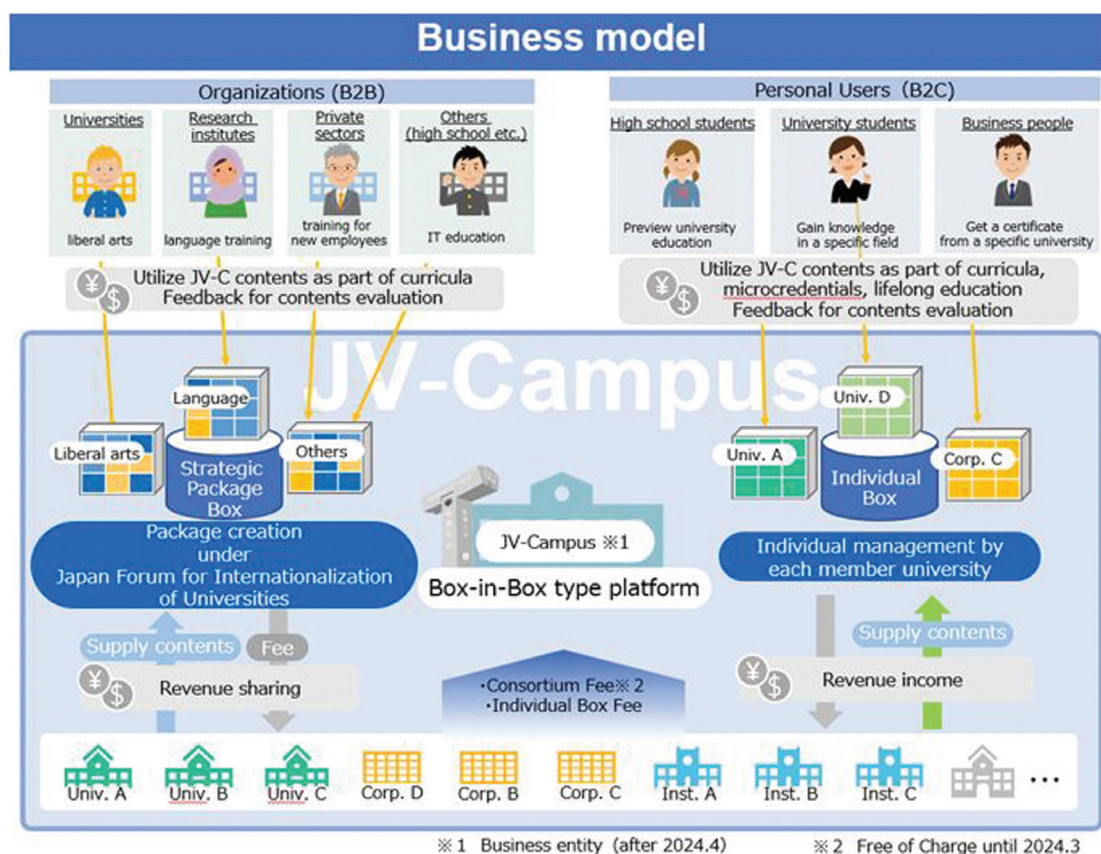 Business model
Organizations (B2B)
Universities
liberal arts
Research
institutes
language training
Private
sectors
training for
new employees
Others
(high school etc.)
IT education
¥
$
Utilize JV-C contents as part of curricula
Feedback for contents evaluation
Personal Users (B2C)
High school students
Preview university
education
University students
Gain knowledge
in a specific field
Business people
Get a certificate
from a specific university
¥
$
Utilize JV-C contents as part of curricula,
microcredentials, lifelong education
Feedback for contents evaluation
JV-Campus
Language
Liberal arts
Others
Strategic
Package
Box
Package creation
under
Japan Forum for Internationalization
of Universities
Supply contents
Fee
¥
$
Revenue sharing
JV-Campus ※1
Box-in-Box type platform
・Consortium Fee※2
・Individual Box Fee
Univ. D
Univ. A
Corp. C
Individual
Box
Individual management by
each member university
Supply contents
¥
$
Revenue income
Univ. A
Univ. B
Univ. C
Corp. D
Corp. B
Corp. C
Inst. A
Inst. B
Inst. C
...
※1 Business entity (after 2024.4)
※2 Free of Charge until 2024.3